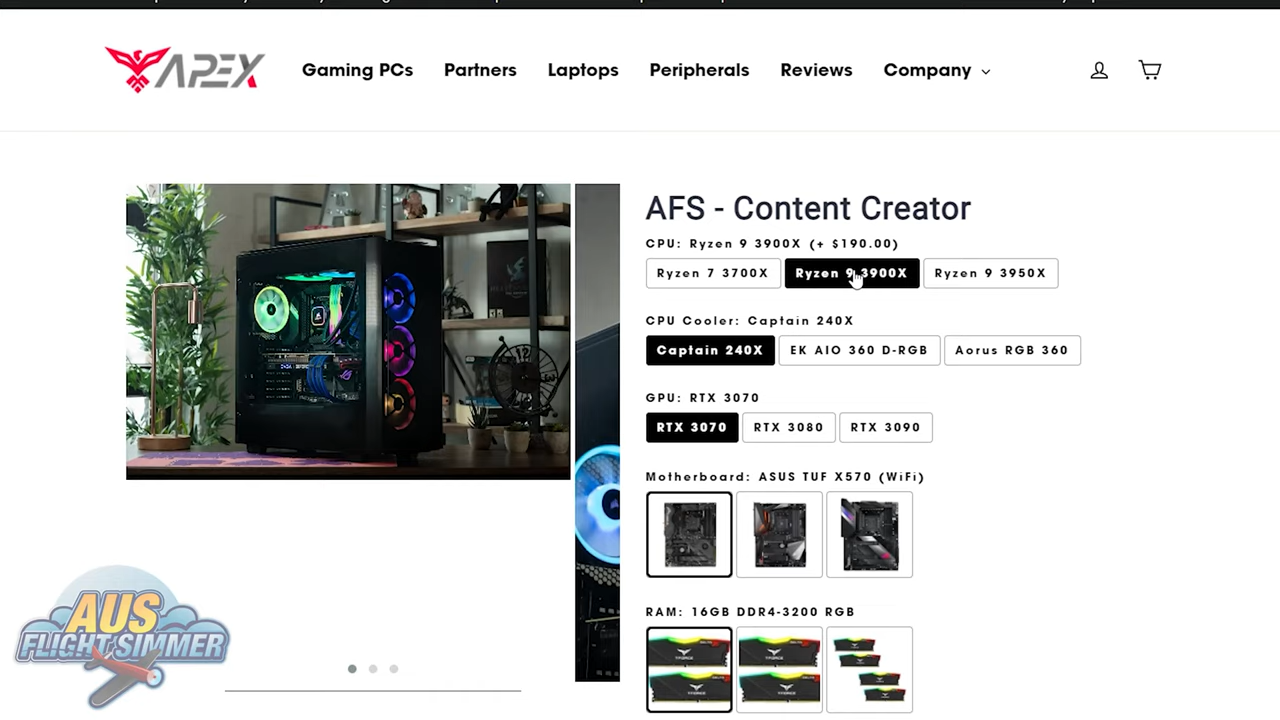 APEX
Gaming PCs Partners Laptops Peripherals Reviews Company
AFS - Content Creator
CPU: Ryzen 9 3900X (+ $190.00)
Ryzen 7 3700X Ryzen 9 3900X Ryzen 9 3950X
CPU Cooler: Captain 240X
Captain 240X EK AIO 360 D-RGB Aorus RGB 360
GPU: RTX 3070
RTX 3070 RTX 3080 RTX 3090
Motherboard: ASUS TUF X570 (WiFi)
RAM: 16GB DDR4-3200 RGB
AUS
FLIGHT SIMMER